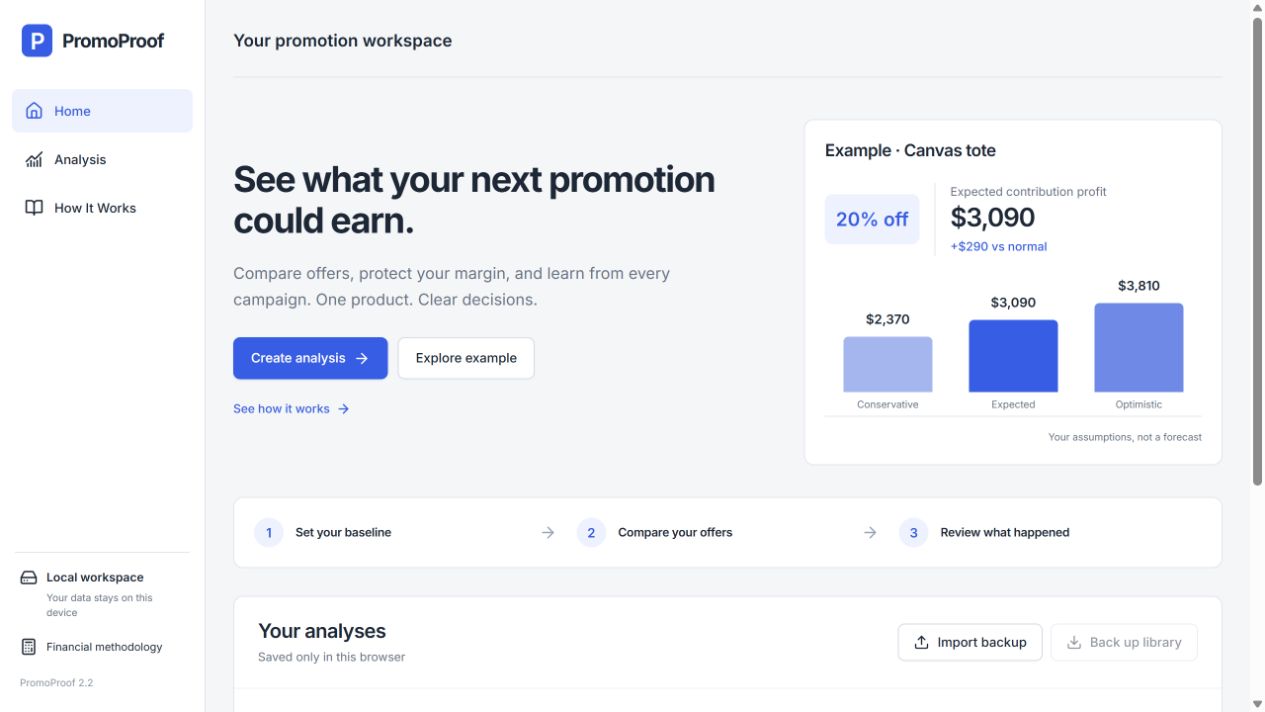 P PromoProof
Home
Analysis
How It Works
Local workspace
Your data stays on this
device
Financial methodology
PromoProof 2.2
Your promotion workspace
See what your next promotion
could earn.
Compare offers, protect your margin, and learn from every
campaign. One product. Clear decisions.
Create analysis
Explore example
See how it works
Example · Canvas tote
20% off
Expected contribution profit
$3,090
+$290 vs normal
$2,370
$3,090
$3,810
Conservative
Expected
Optimistic
Your assumptions, not a forecast
1 Set your baseline
2 Compare your offers
3 Review what happened
Your analyses
Saved only in this browser
Import backup
Back up library